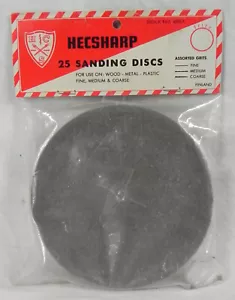 HECSHARP
25 SANDING DISCS
FOR USE ON: WOOD - METAL - PLASTIC
FINE, MEDIUM & COARSE.
ASSORTED GRITS
FINE
MEDIUM
COARSE